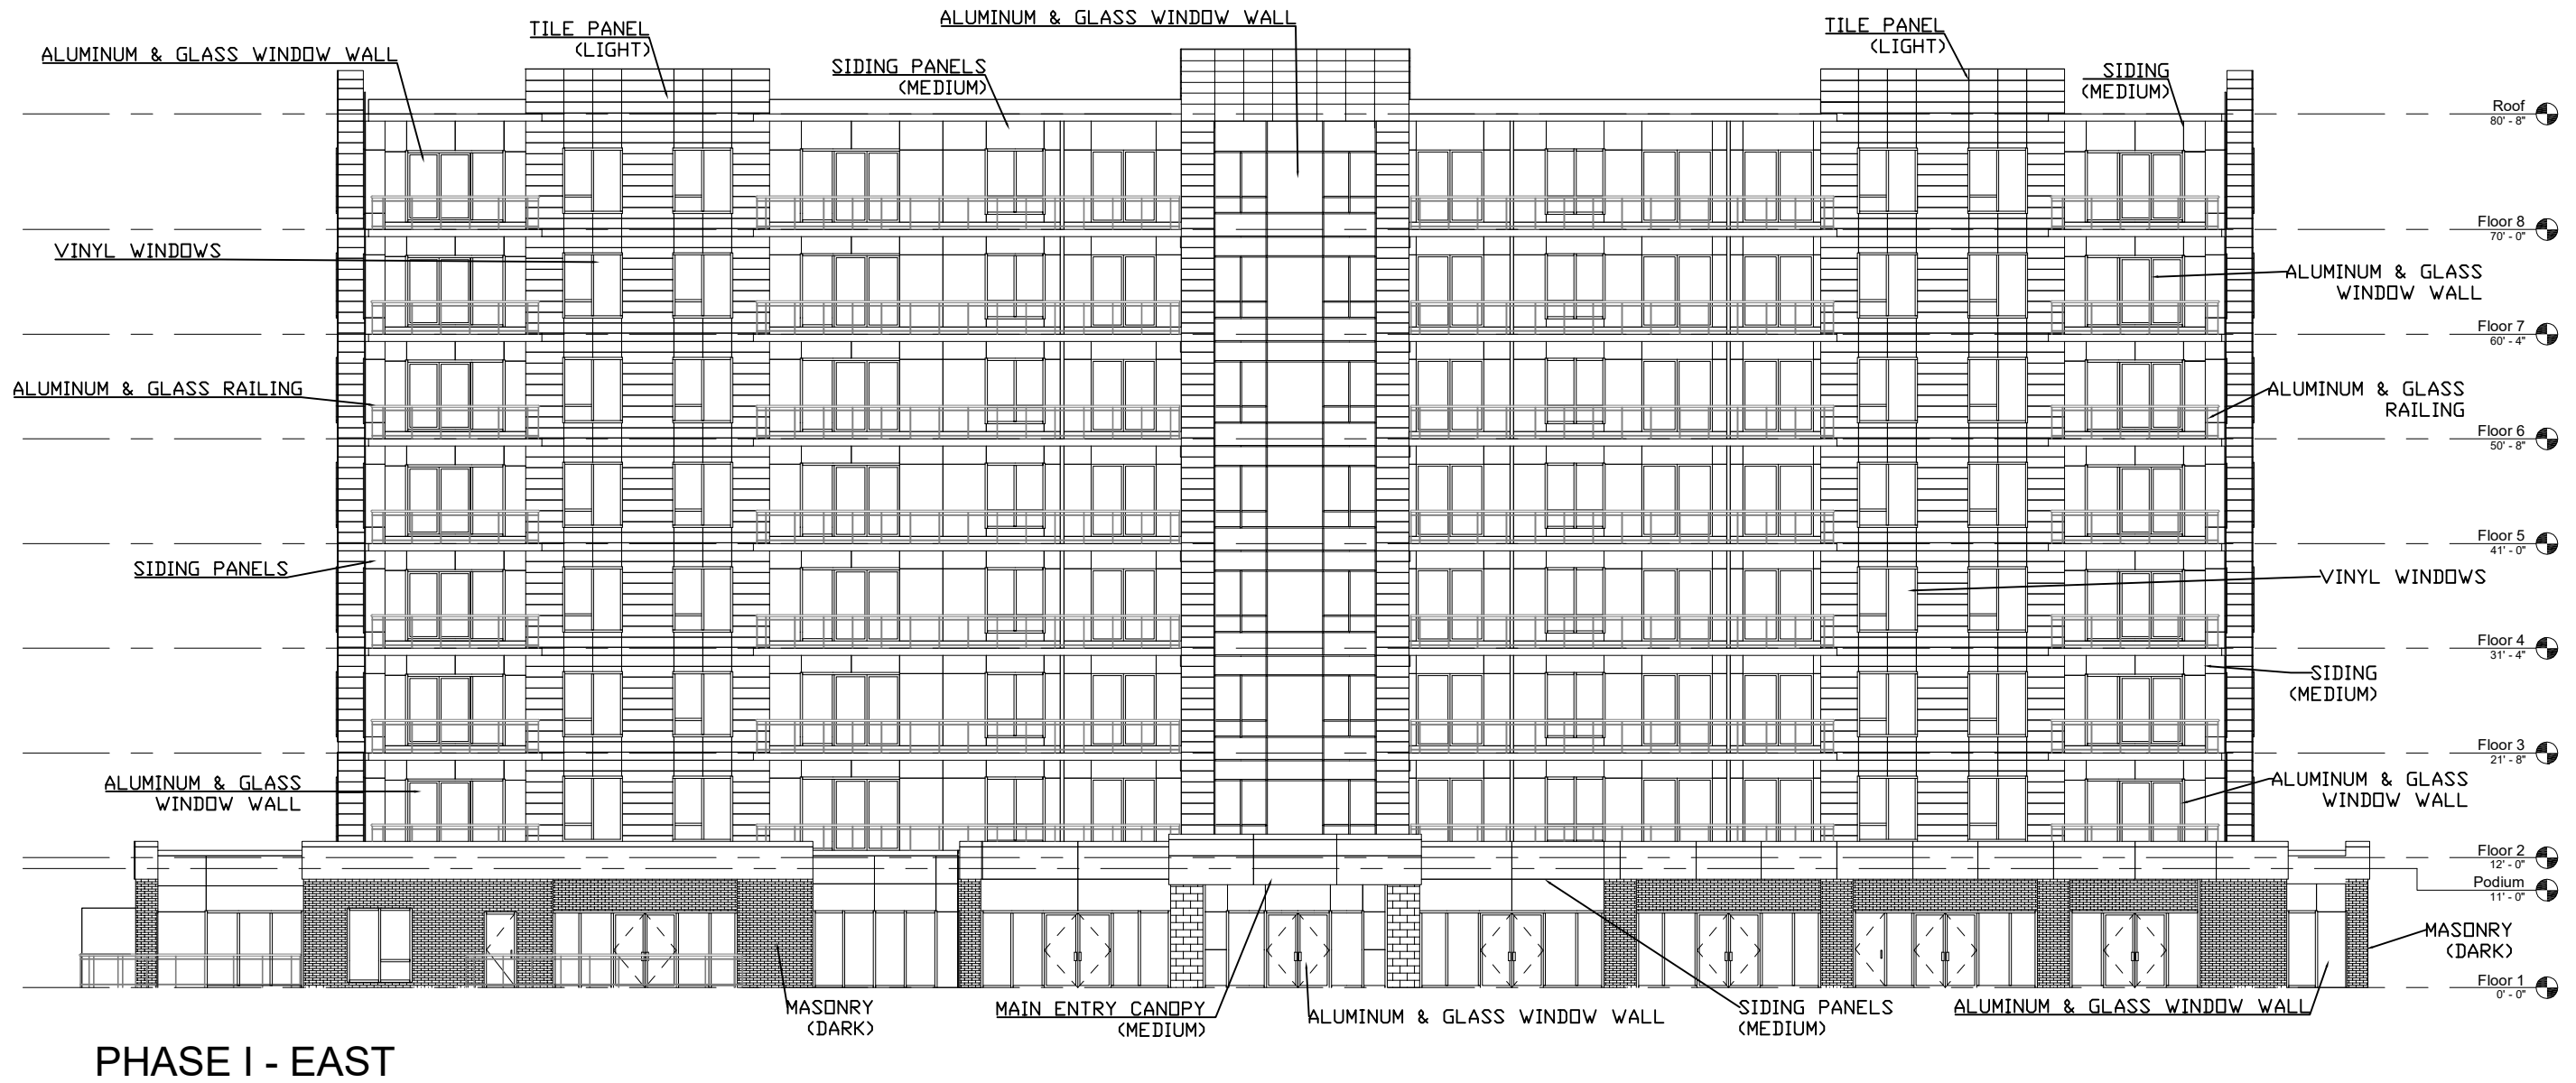 ALUMINUM & GLASS WINDOW WALL
TILE PANEL
(LIGHT)
ALUMINUM & GLASS WINDOW WALL
SIDING PANELS
(MEDIUM)
TILE PANEL
(LIGHT)
SIDING
(MEDIUM)
Roof
80' - 8"
Floor 8
70' - 0"
VINYL WINDOWS
ALUMINUM & GLASS
WINDOW WALL
Floor 7
60' - 4"
ALUMINUM & GLASS RAILING
ALUMINUM & GLASS
RAILING
Floor 6
50' - 8"
Floor 5
41' - 0"
SIDING PANELS
VINYL WINDOWS
Floor 4
31' - 4"
SIDING
(MEDIUM)
Floor 3
21' - 8"
ALUMINUM & GLASS
WINDOW WALL
ALUMINUM & GLASS
WINDOW WALL
Floor 2
12' - 0"
Podium
11' - 0"
MASONRY
(DARK)
Floor 1
0' - 0"
MASONRY
(DARK)
MAIN ENTRY CANOPY
(MEDIUM)
ALUMINUM & GLASS WINDOW WALL
SIDING PANELS
(MEDIUM)
ALUMINUM & GLASS WINDOW WALL
PHASE I - EAST